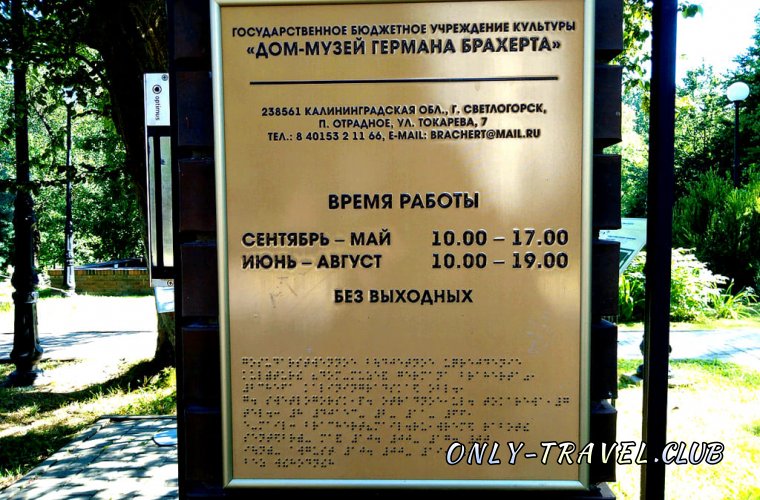 ГОСУДАРСТВЕННОЕ БЮДЖЕТНОЕ УЧРЕЖДЕНИЕ КУЛЬТУРЫ
«ДОМ-МУЗЕЙ ГЕРМАНА БРАХЕРТА»
238561 КАЛИНИНГРАДСКАЯ ОБЛ., Г. СВЕТЛОГОРСК,
П. ОТРАДНОЕ, УЛ. ТОКАРЕВА, 7
ТЕЛ.: 8 40153 2 11 66, E-MAIL: BRACHERT@MAIL.RU
ВРЕМЯ РАБОТЫ
СЕНТЯБРЬ – МАЙ 10.00 – 17.00
ИЮНЬ – АВГУСТ 10.00 – 19.00
БЕЗ ВЫХОДНЫХ
optimus
ONLY-TRAVEL.CLUB